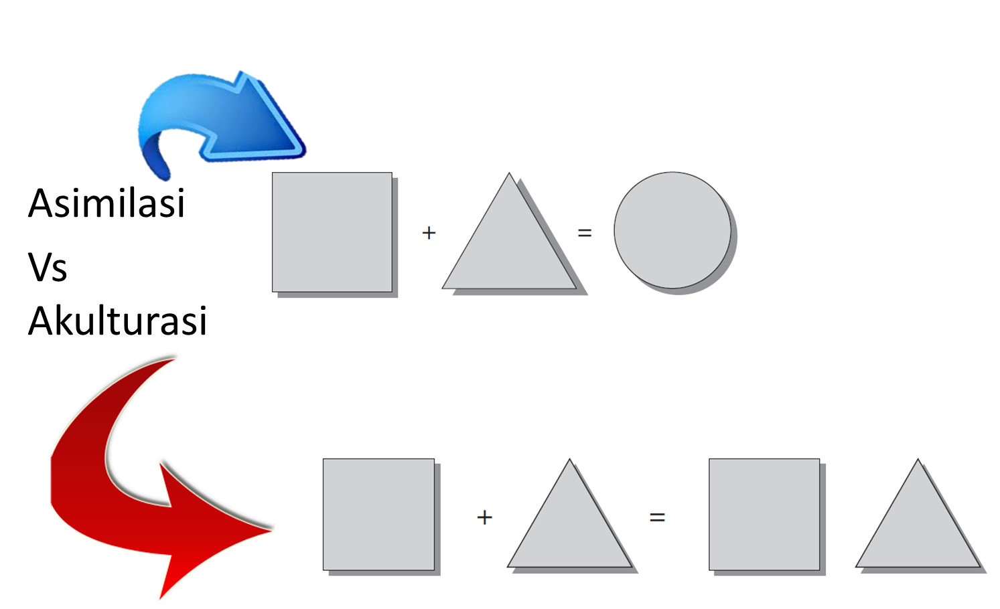 Asimilasi
+ =
Vs
Akulturasi
+ =